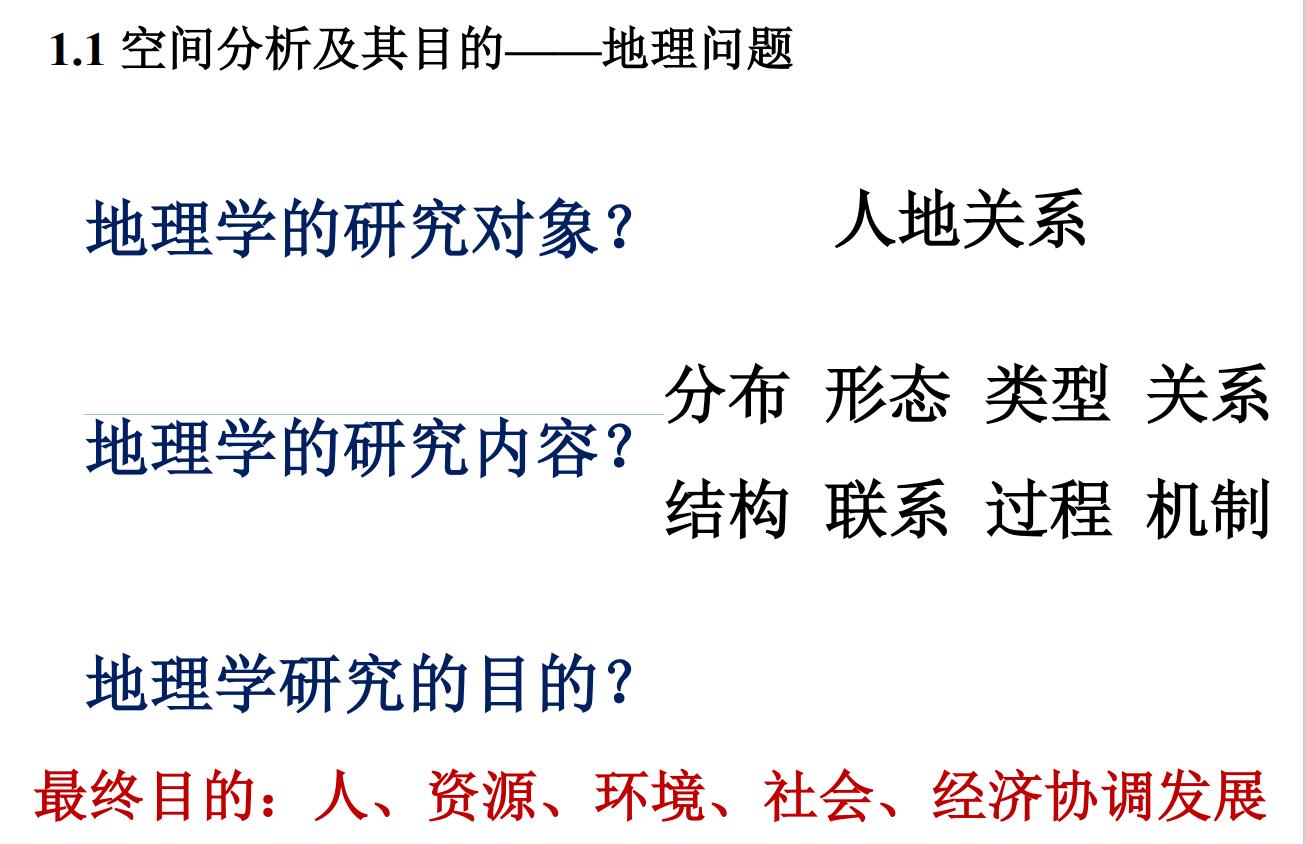 1.1 空间分析及其目的——地理问题
地理学的研究对象？
人地关系
地理学的研究内容？
分布 形态 类型 关系
结构 联系 过程 机制
地理学研究的目的？
最终目的：人、资源、环境、社会、经济协调发展